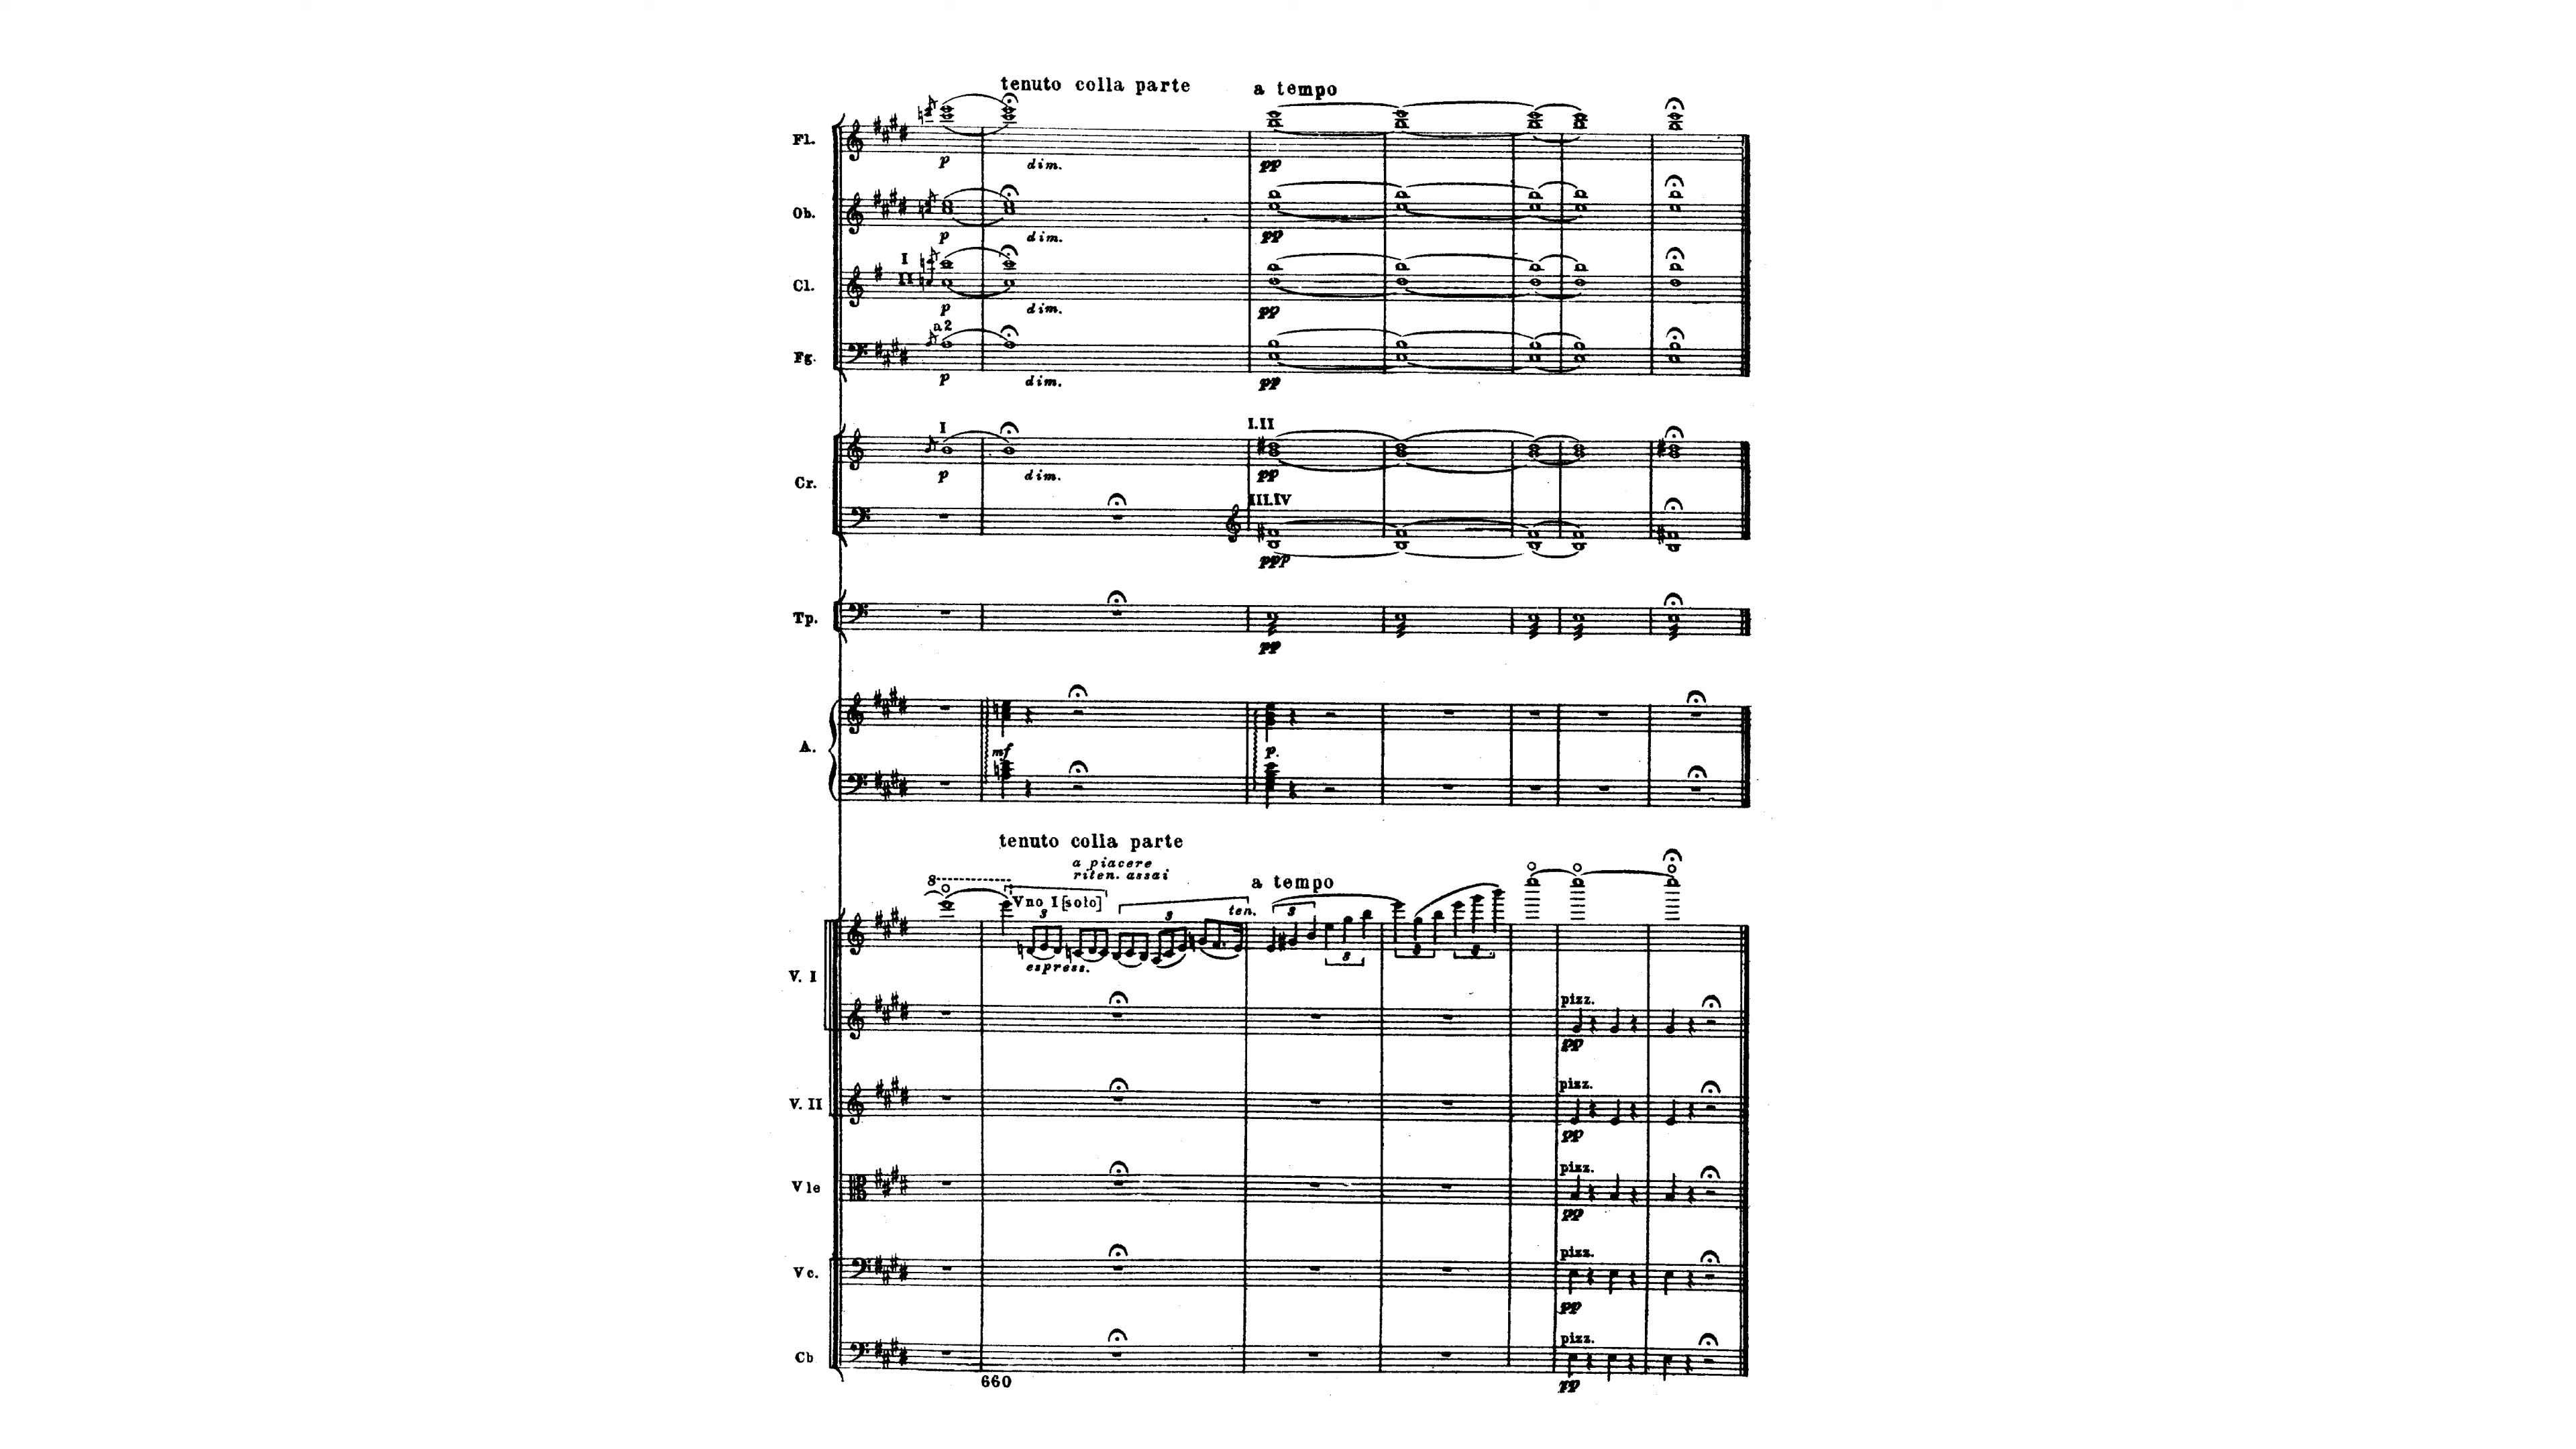 tenuto colla parte a tempo
Fl.
p dim. pp
Ob.
p dim. pp
I
II
Cl.
p dim. pp
a2
Fg.
p dim. pp
I I.II
p dim. pp
Cr.
III.IV
ppp
Tp.
pp
A.
mf p.
tenuto colla parte
a piacere
riten. assai
a tempo
8
Vno I [solo]
3 3 ten. 3
espress.
3 3 3
V. I
pizz.
pp
V. II
pizz.
pp
Vle
pizz.
pp
Vc.
pizz.
pp
Cb
pizz.
pp
660